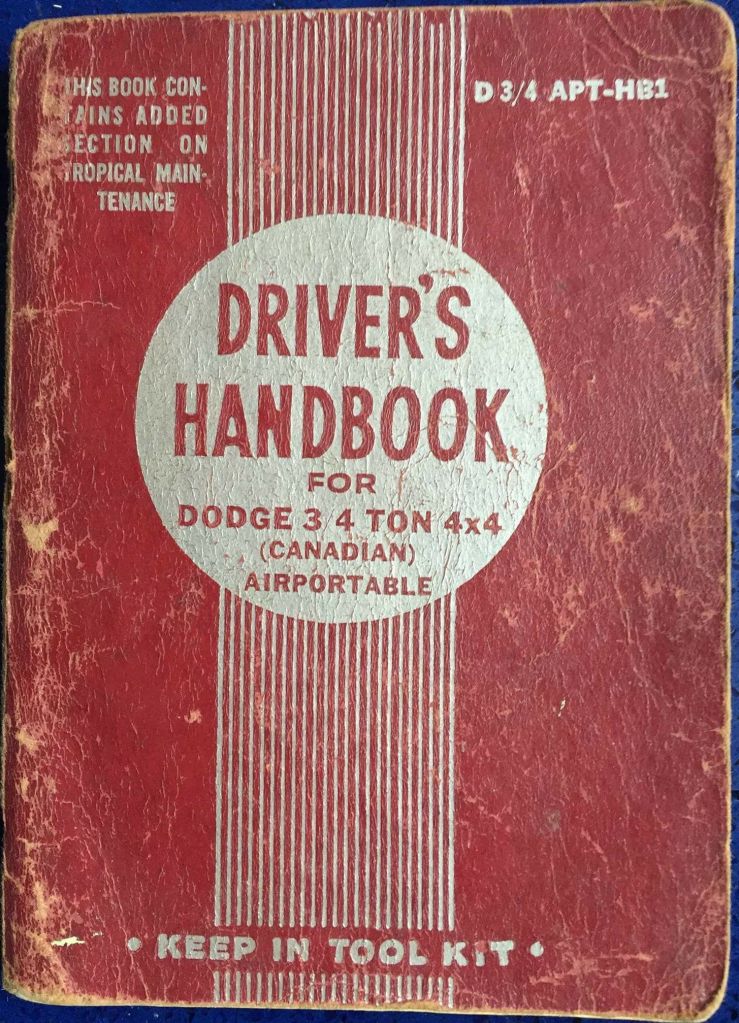 THIS BOOK CON-
TAINS ADDED
SECTION ON
TROPICAL MAIN-
TENANCE
D 3/4 APT-HB1
DRIVER'S
HANDBOOK
FOR
DODGE 3/4 TON 4x4
(CANADIAN)
AIRPORTABLE
• KEEP IN TOOL KIT •